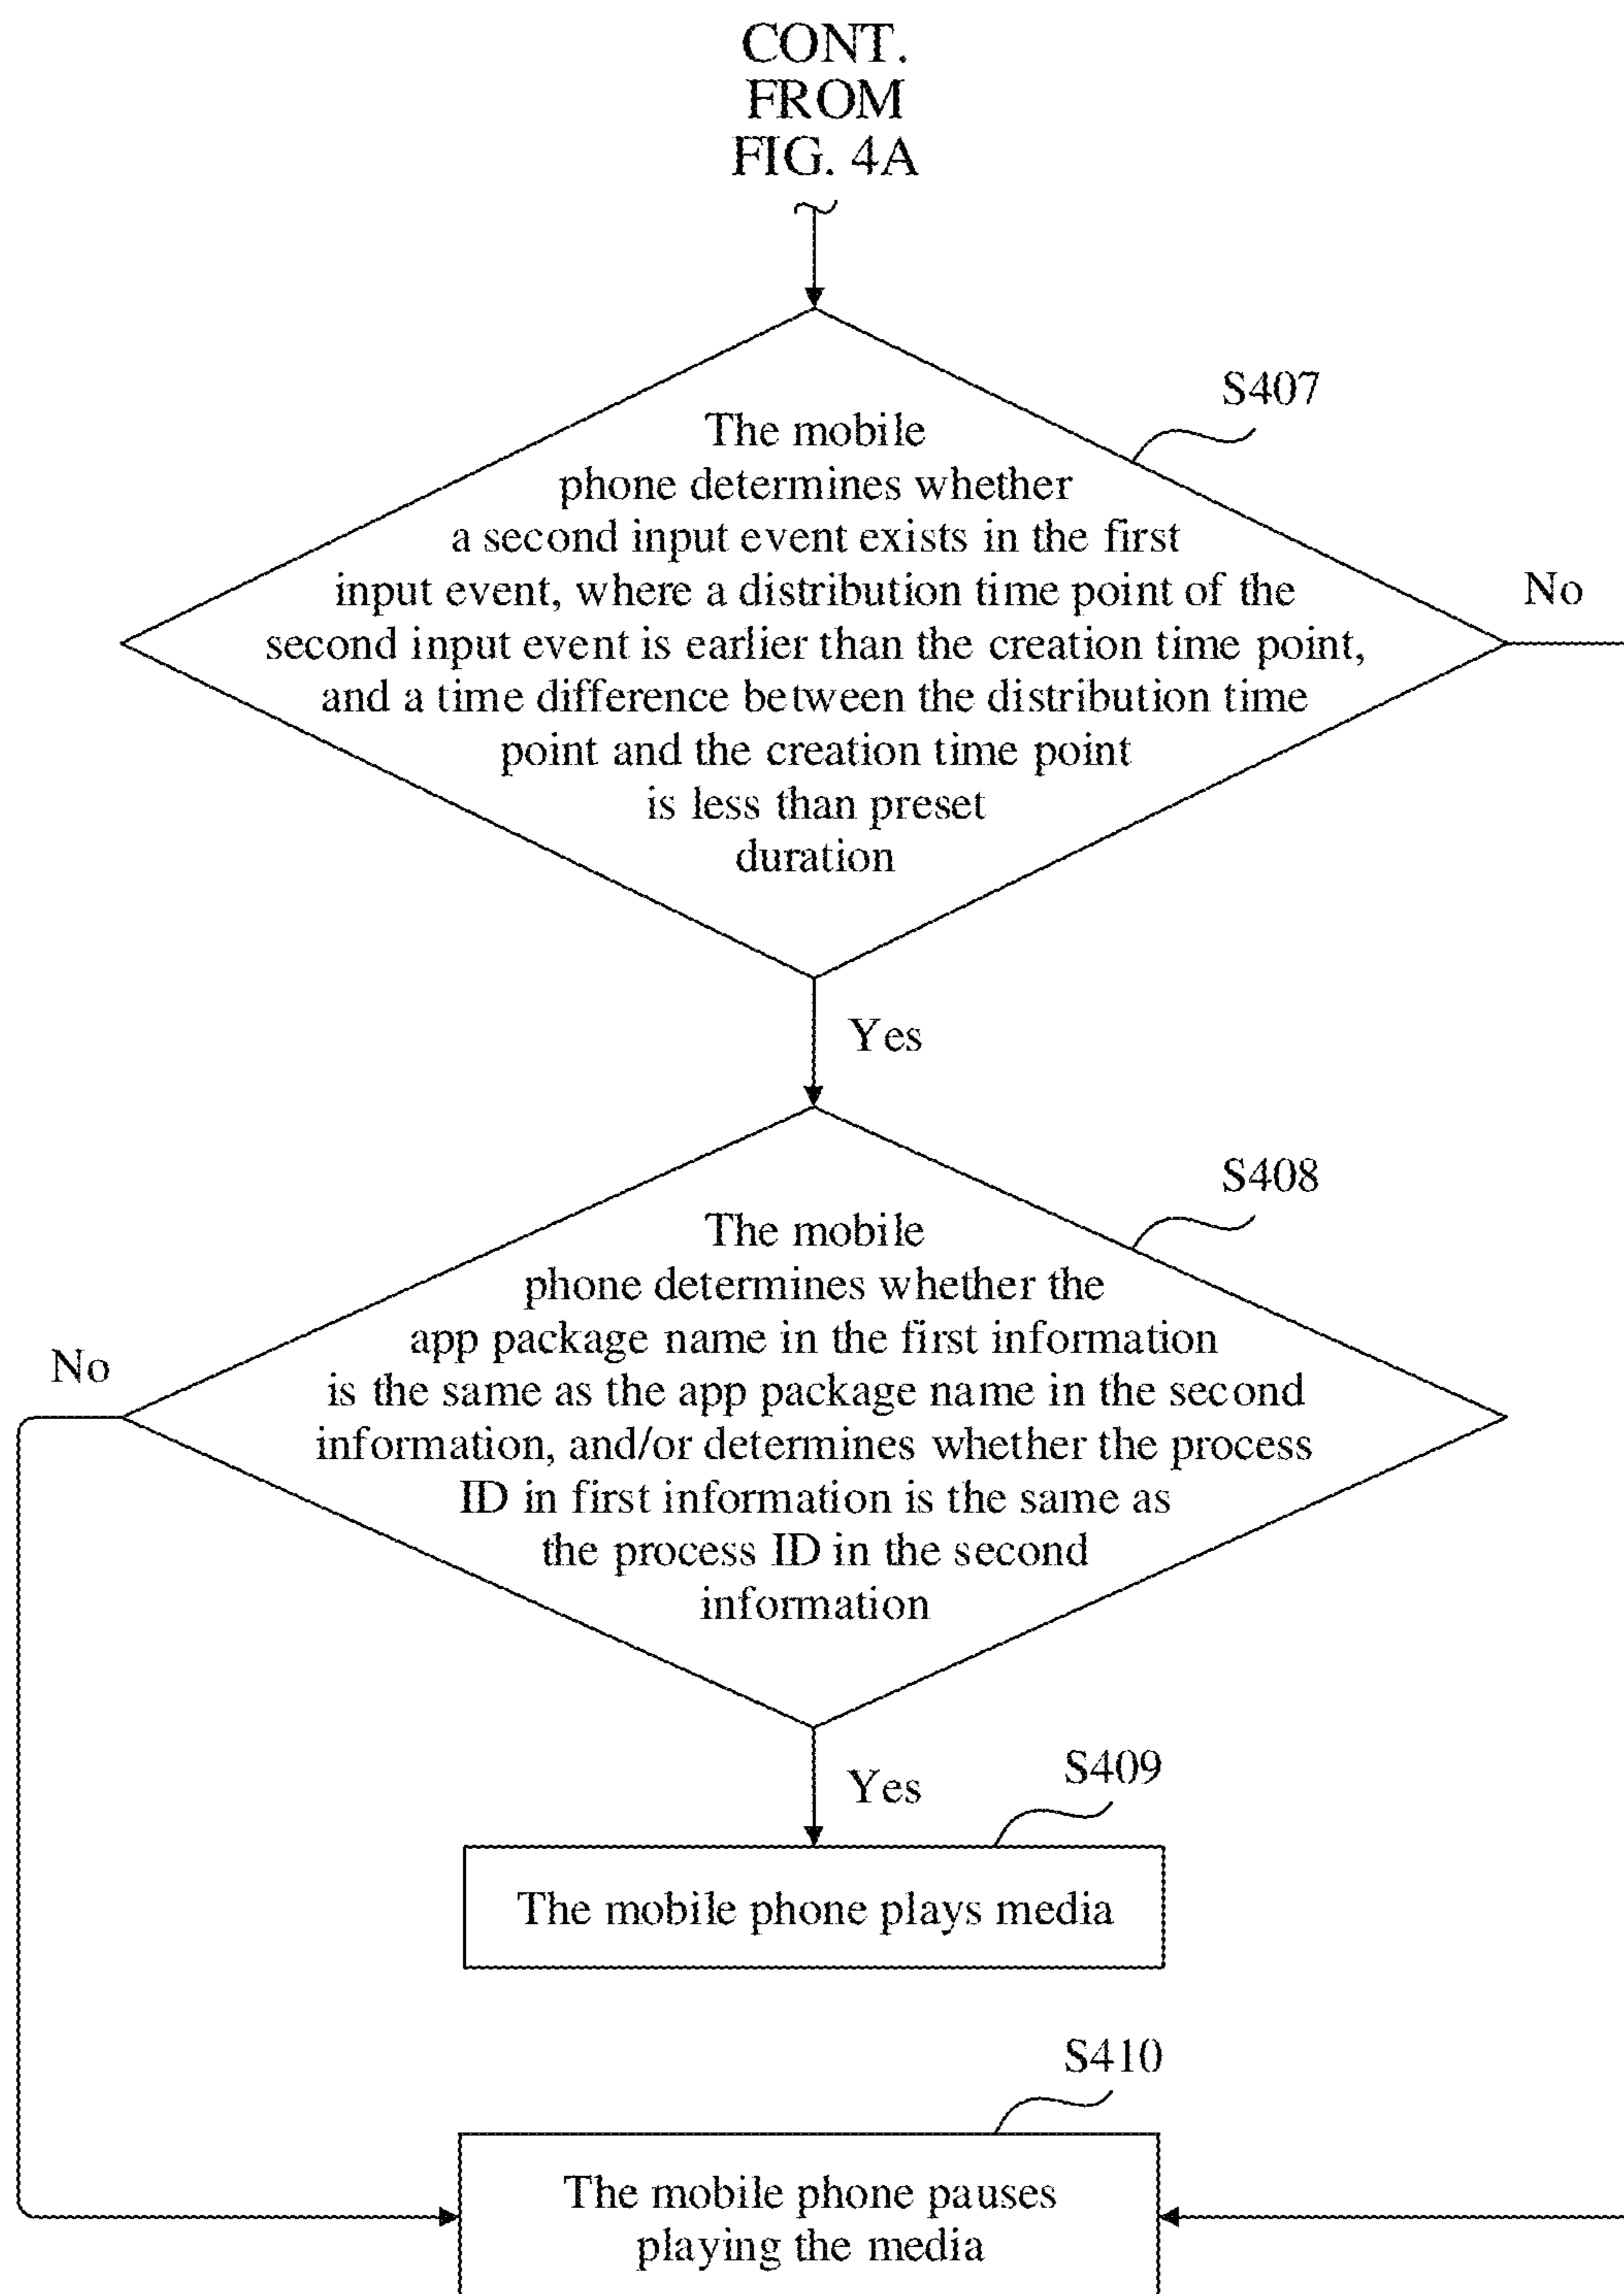 CONT.
FROM
FIG. 4A
S407
The mobile
phone determines whether
a second input event exists in the first
input event, where a distribution time point of the
second input event is earlier than the creation time point,
and a time difference between the distribution time
point and the creation time point
is less than preset
duration
No
Yes
S408
The mobile
phone determines whether the
app package name in the first information
is the same as the app package name in the second
information, and/or determines whether the process
ID in first information is the same as
the process ID in the second
information
No
Yes
S409
The mobile phone plays media
S410
The mobile phone pauses
playing the media